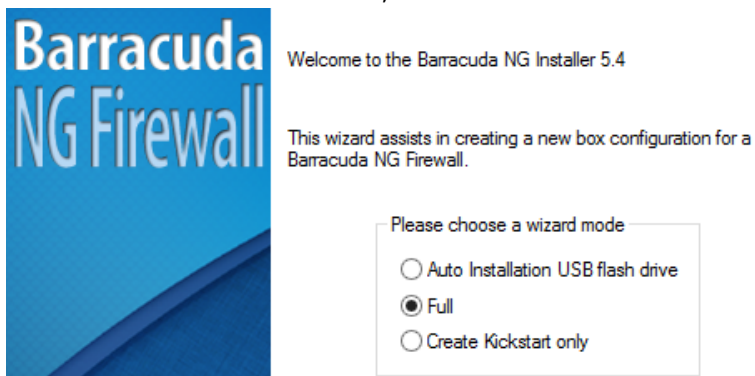 Barracuda
NG Firewall
Welcome to the Barracuda NG Installer 5.4
This wizard assists in creating a new box configuration for a
Barracuda NG Firewall.
Please choose a wizard mode
Auto Installation USB flash drive
Full
Create Kickstart only